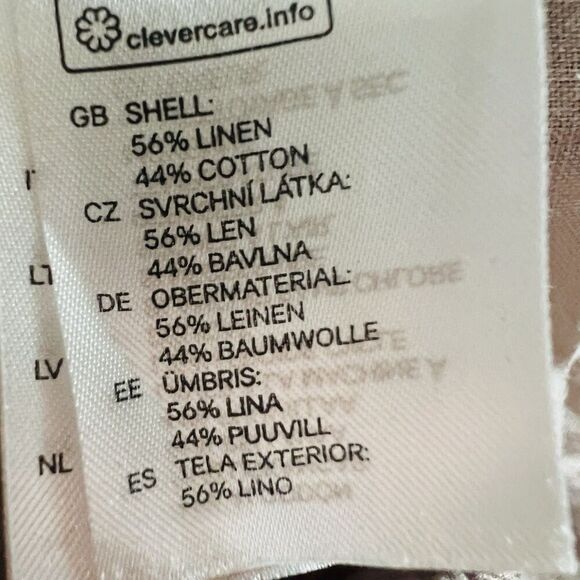 clevercare.info
GB SHELL:
56% LINEN
44% COTTON
CZ SVRCHNÍ LÁTKA:
56% LEN
44% BAVLNA
DE OBERMATERIAL:
56% LEINEN
44% BAUMWOLLE
EE ÜMBRIS:
56% LINA
44% PUUVILL
ES TELA EXTERIOR:
56% LINO
LT
LV
NL